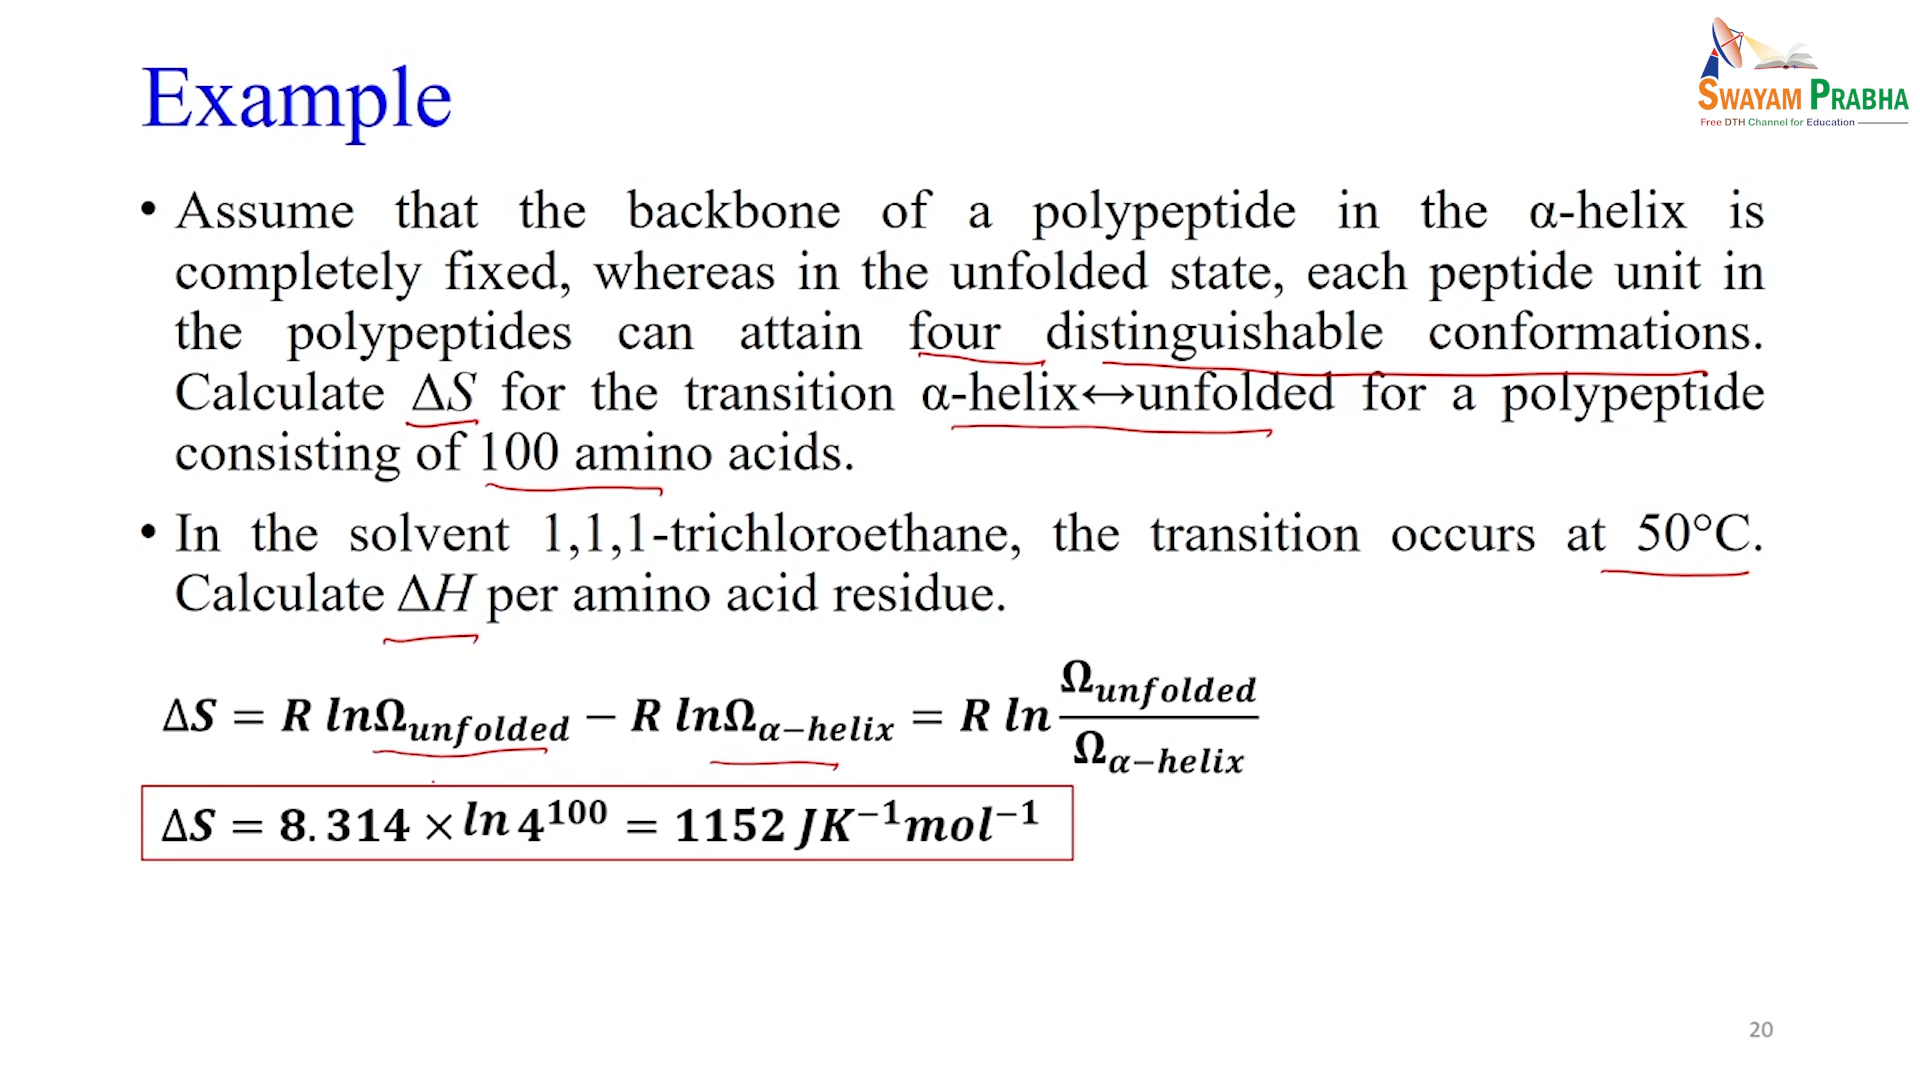 Example
SWAYAM PRABHA
Free DTH Channel for Education
• Assume that the backbone of a polypeptide in the α-helix is
completely fixed, whereas in the unfolded state, each peptide unit in
the polypeptides can attain four distinguishable conformations.
Calculate ΔS for the transition α-helix↔unfolded for a polypeptide
consisting of 100 amino acids.
• In the solvent 1,1,1-trichloroethane, the transition occurs at 50°C.
Calculate ΔH per amino acid residue.
ΔS = R lnΩ_unfolded − R lnΩ_α−helix = R ln Ω_unfolded / Ω_α−helix
ΔS = 8.314 × ln 4¹⁰⁰ = 1152 JK⁻¹mol⁻¹
20